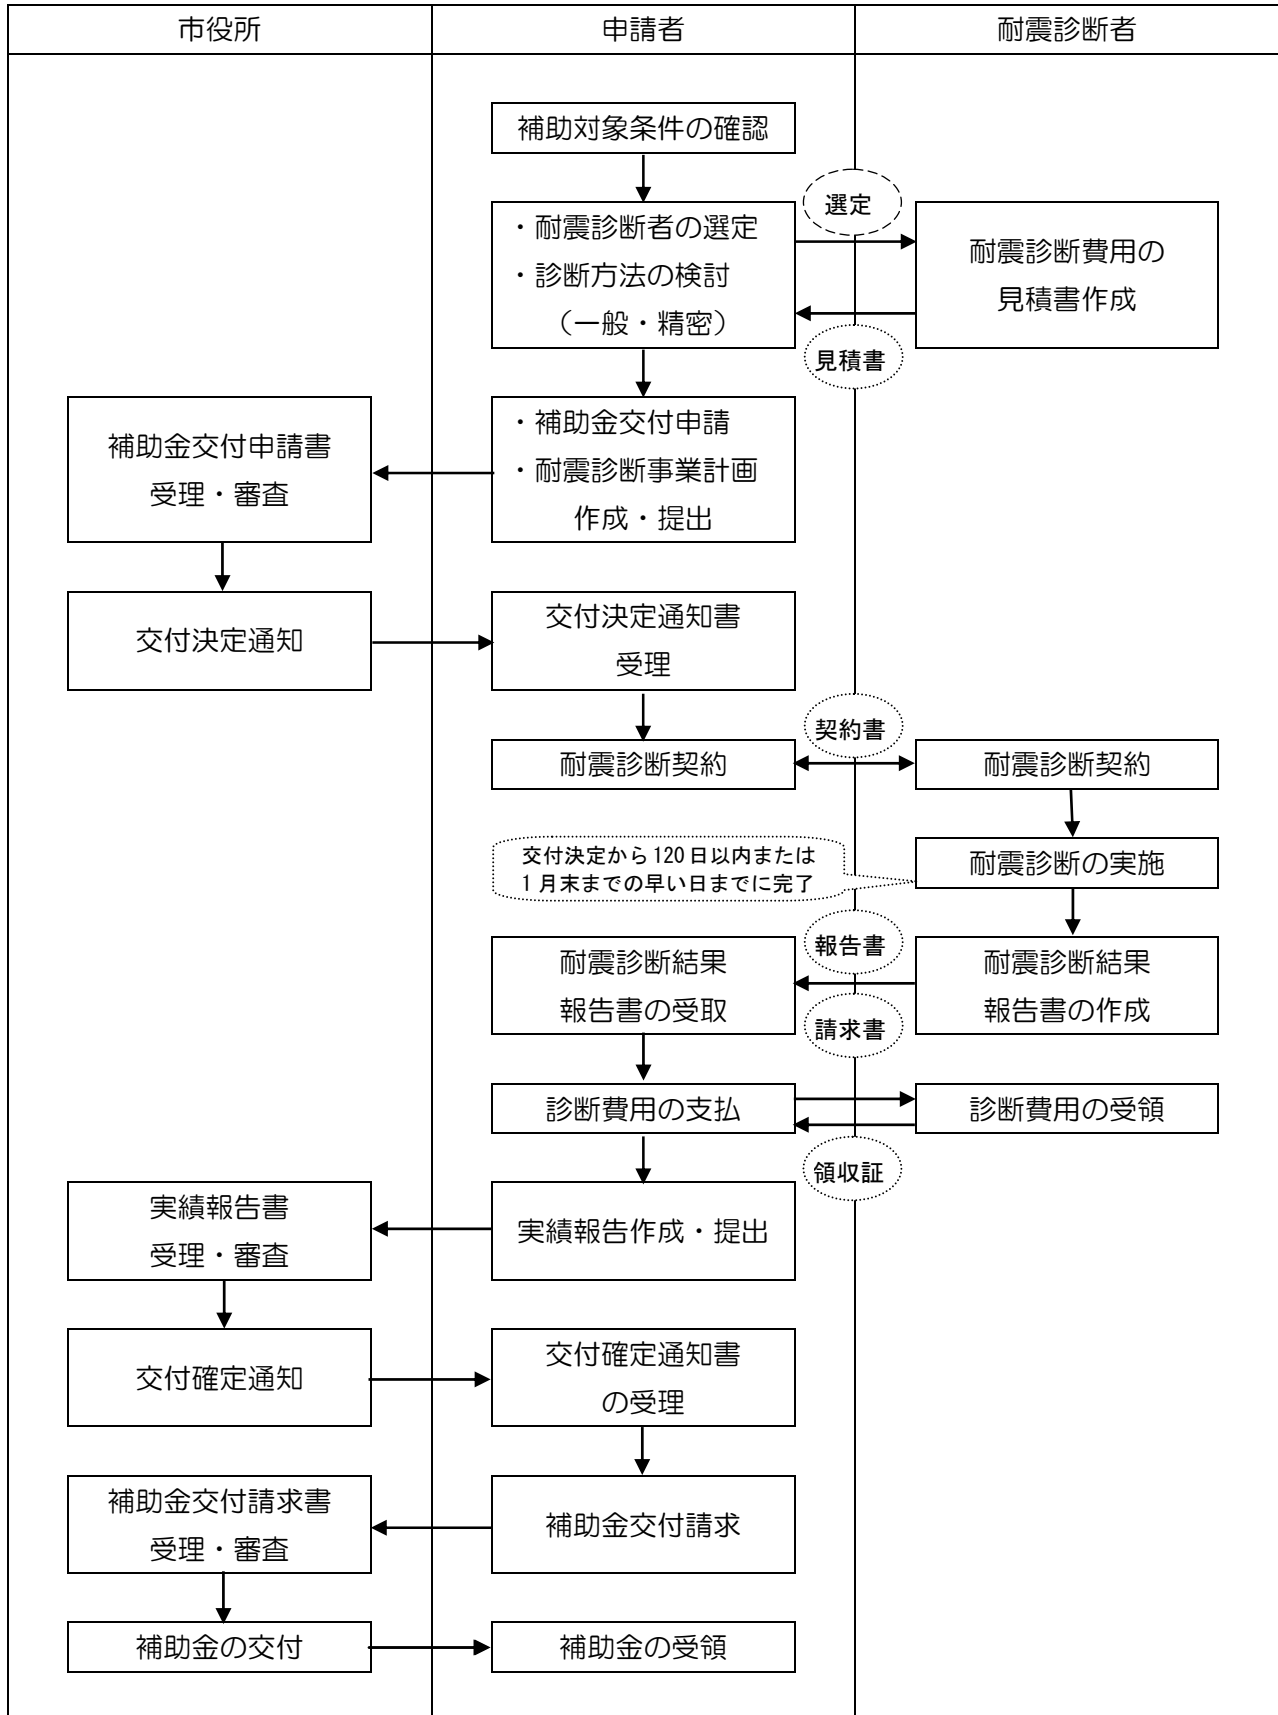 市役所
申請者
耐震診断者
補助対象条件の確認
選定
・耐震診断者の選定
・診断方法の検討
（一般・精密）
耐震診断費用の
見積書作成
見積書
補助金交付申請書
受理・審査
・補助金交付申請
・耐震診断事業計画
作成・提出
交付決定通知
交付決定通知書
受理
契約書
耐震診断契約
耐震診断契約
交付決定から120日以内または
1月末までの早い日までに完了
耐震診断の実施
報告書
耐震診断結果
報告書の受取
耐震診断結果
報告書の作成
請求書
診断費用の支払
診断費用の受領
領収証
実績報告書
受理・審査
実績報告作成・提出
交付確定通知
交付確定通知書
の受理
補助金交付請求書
受理・審査
補助金交付請求
補助金の交付
補助金の受領